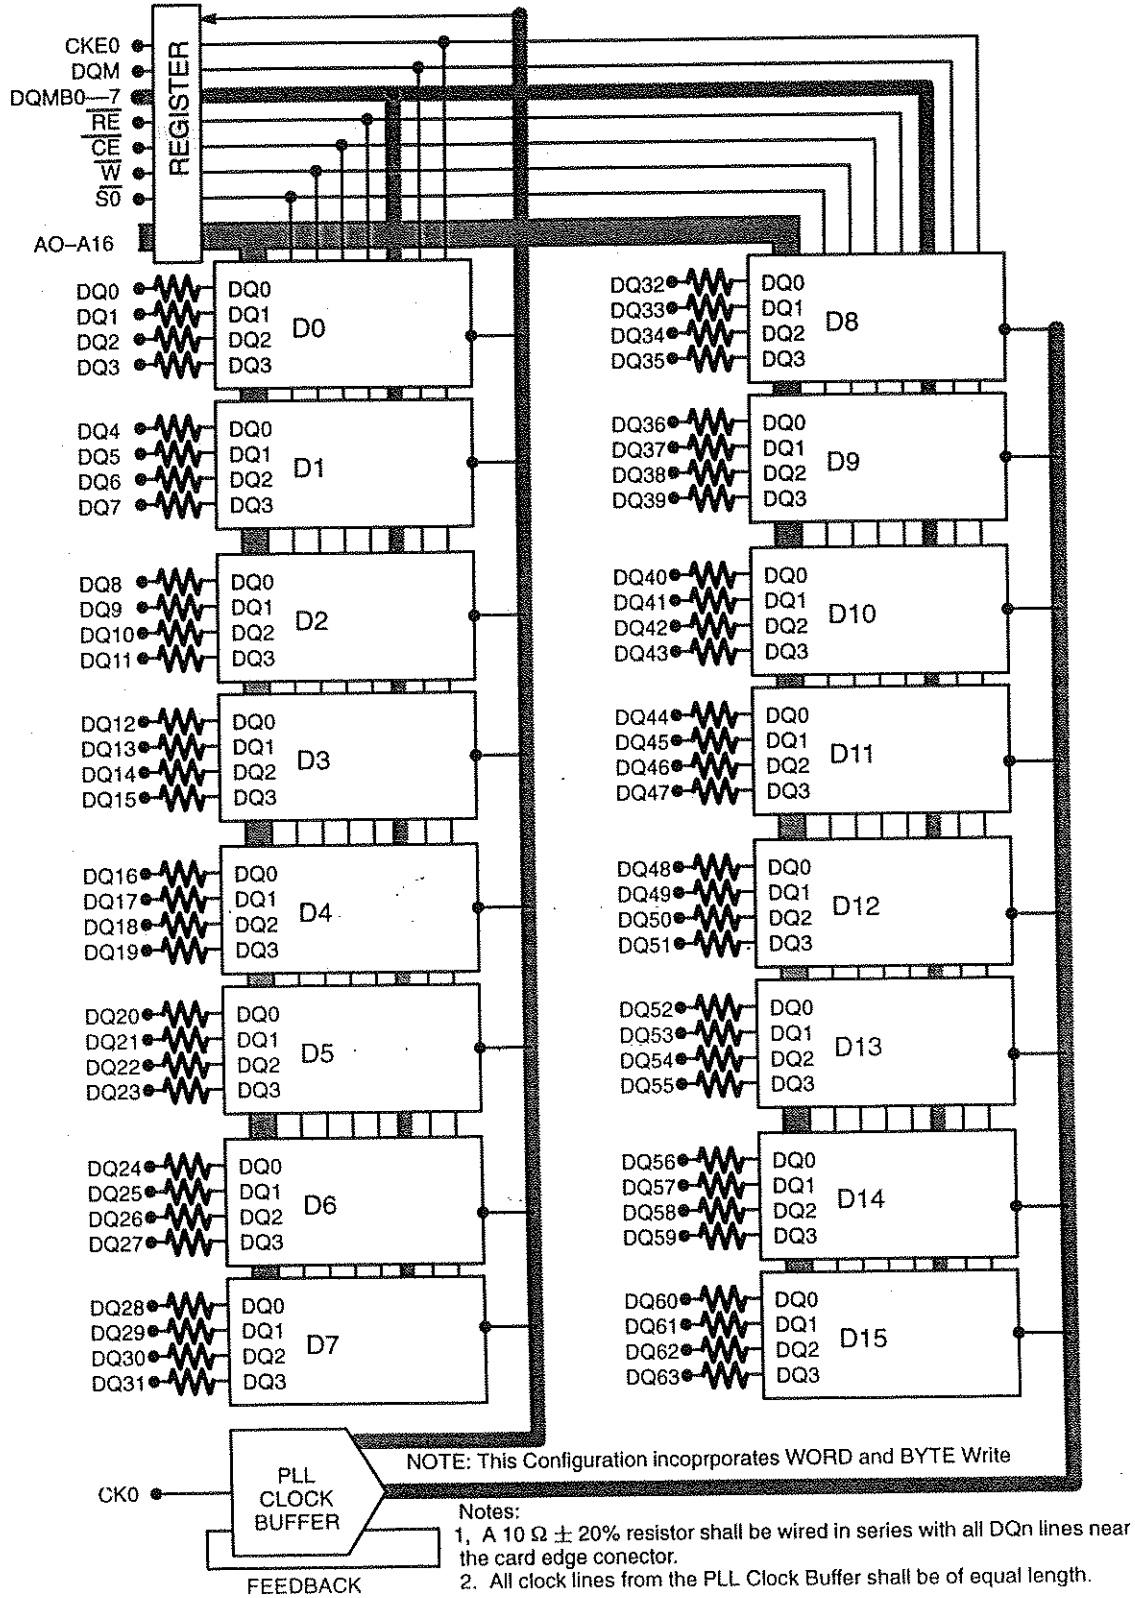 REGISTER
CKE0
DQM
DQMB0—7
RE
CE
W
S0
AO–A16
DQ0
DQ1
DQ2
DQ3
DQ0
DQ1
DQ2
DQ3
D0
DQ4
DQ5
DQ6
DQ7
DQ0
DQ1
DQ2
DQ3
D1
DQ8
DQ9
DQ10
DQ11
DQ0
DQ1
DQ2
DQ3
D2
DQ12
DQ13
DQ14
DQ15
DQ0
DQ1
DQ2
DQ3
D3
DQ16
DQ17
DQ18
DQ19
DQ0
DQ1
DQ2
DQ3
D4
DQ20
DQ21
DQ22
DQ23
DQ0
DQ1
DQ2
DQ3
D5
DQ24
DQ25
DQ26
DQ27
DQ0
DQ1
DQ2
DQ3
D6
DQ28
DQ29
DQ30
DQ31
DQ0
DQ1
DQ2
DQ3
D7
DQ32
DQ33
DQ34
DQ35
DQ0
DQ1
DQ2
DQ3
D8
DQ36
DQ37
DQ38
DQ39
DQ0
DQ1
DQ2
DQ3
D9
DQ40
DQ41
DQ42
DQ43
DQ0
DQ1
DQ2
DQ3
D10
DQ44
DQ45
DQ46
DQ47
DQ0
DQ1
DQ2
DQ3
D11
DQ48
DQ49
DQ50
DQ51
DQ0
DQ1
DQ2
DQ3
D12
DQ52
DQ53
DQ54
DQ55
DQ0
DQ1
DQ2
DQ3
D13
DQ56
DQ57
DQ58
DQ59
DQ0
DQ1
DQ2
DQ3
D14
DQ60
DQ61
DQ62
DQ63
DQ0
DQ1
DQ2
DQ3
D15
CK0
PLL
CLOCK
BUFFER
FEEDBACK
NOTE: This Configuration incoprporates WORD and BYTE Write
Notes:
1, A 10 Ω ± 20% resistor shall be wired in series with all DQn lines near
the card edge conector.
2. All clock lines from the PLL Clock Buffer shall be of equal length.